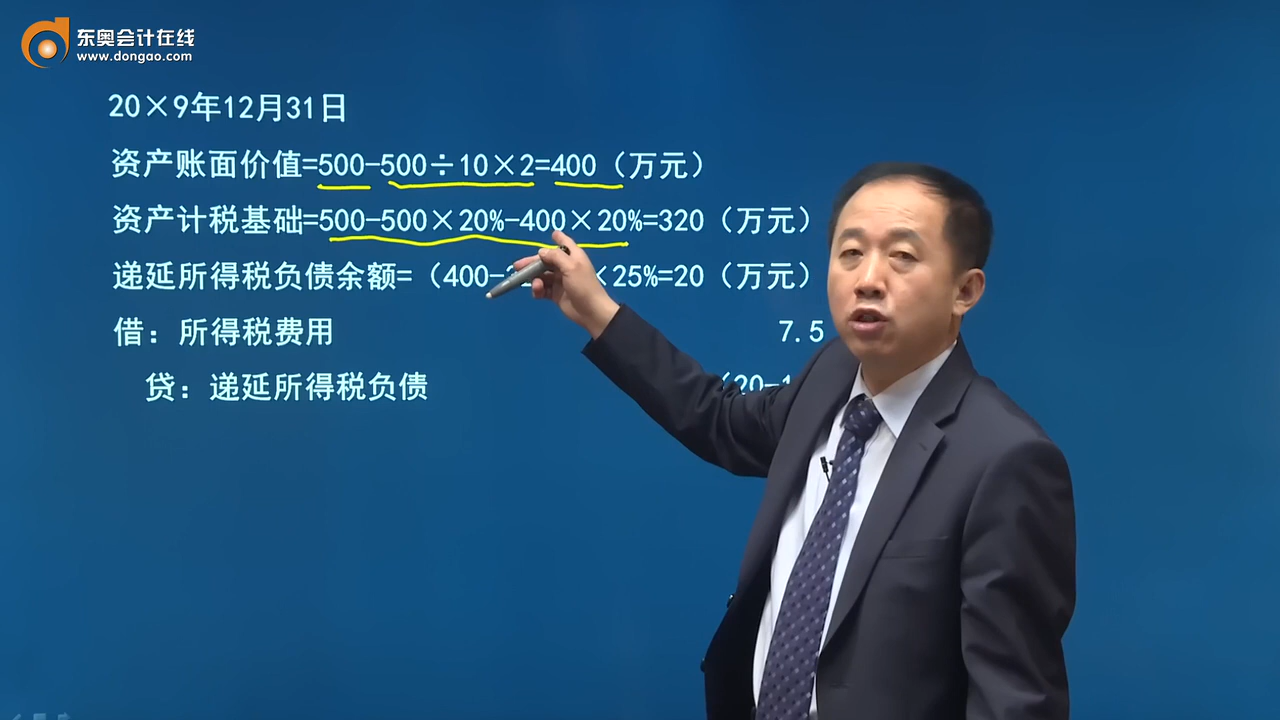 东奥会计在线
www.dongao.com
20×9年12月31日
资产账面价值=500-500÷10×2=400（万元）
资产计税基础=500-500×20%-400×20%=320（万元）
递延所得税负债余额=（400- ×25%=20（万元）
借：所得税费用 7.5
贷：递延所得税负债 （20-1